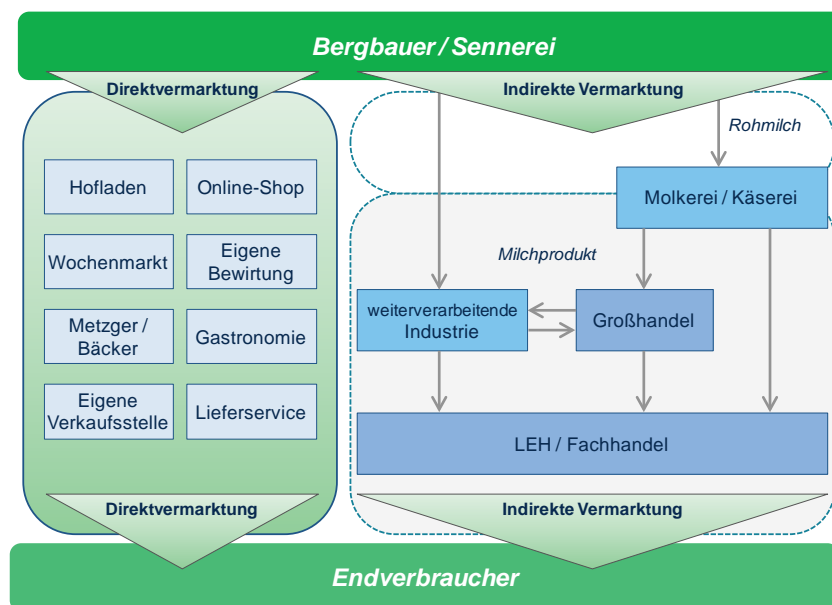 Bergbauer / Sennerei
Direktvermarktung
Indirekte Vermarktung
Rohmilch
Hofladen
Online-Shop
Molkerei / Käserei
Wochenmarkt
Eigene
Bewirtung
Milchprodukt
Metzger /
Bäcker
Gastronomie
weiterverarbeitende
Industrie
Großhandel
Eigene
Verkaufsstelle
Lieferservice
LEH / Fachhandel
Direktvermarktung
Indirekte Vermarktung
Endverbraucher